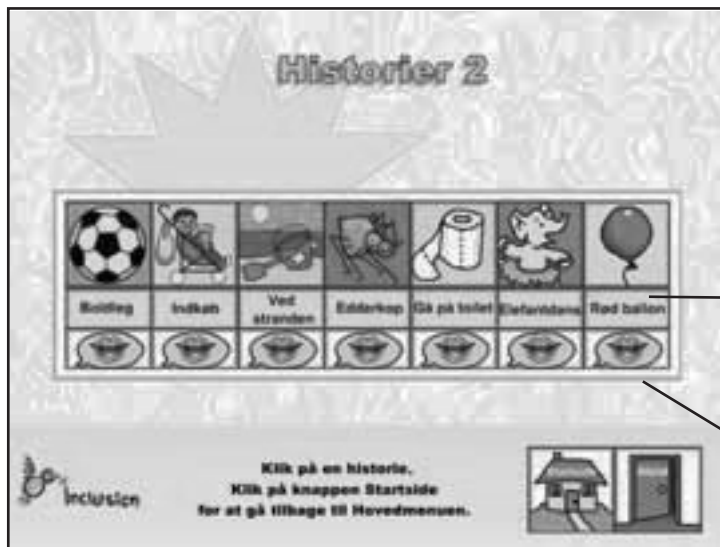 Historier 2
Boldleg
Indkøb
Ved
stranden
Edderkop
Gå på toilet
Elefantdans
Rød ballon
inclusion
Klik på en historie.
Klik på knappen Startside
for at gå tilbage til Hovedmenuen.